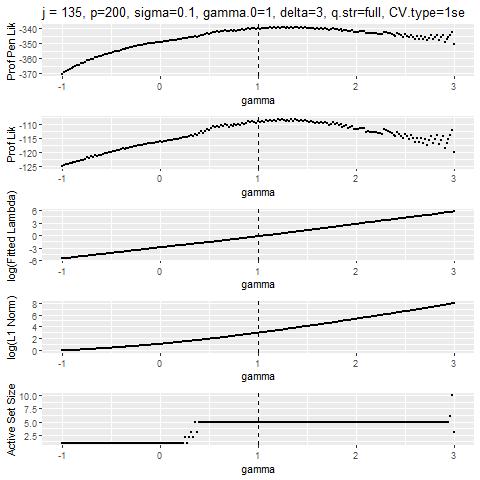 j = 135, p=200, sigma=0.1, gamma.0=1, delta=3, q.str=full, CV.type=1se
Prof Pen Lik
-340
-350
-360
-370
-1 0 1 2 3
gamma
Prof Lik
-110
-115
-120
-125
-1 0 1 2 3
gamma
log(Fitted Lambda)
6
3
0
-3
-6
-1 0 1 2 3
gamma
log(L1 Norm)
8
6
4
2
0
-1 0 1 2 3
gamma
Active Set Size
10.0
7.5
5.0
2.5
-1 0 1 2 3
gamma